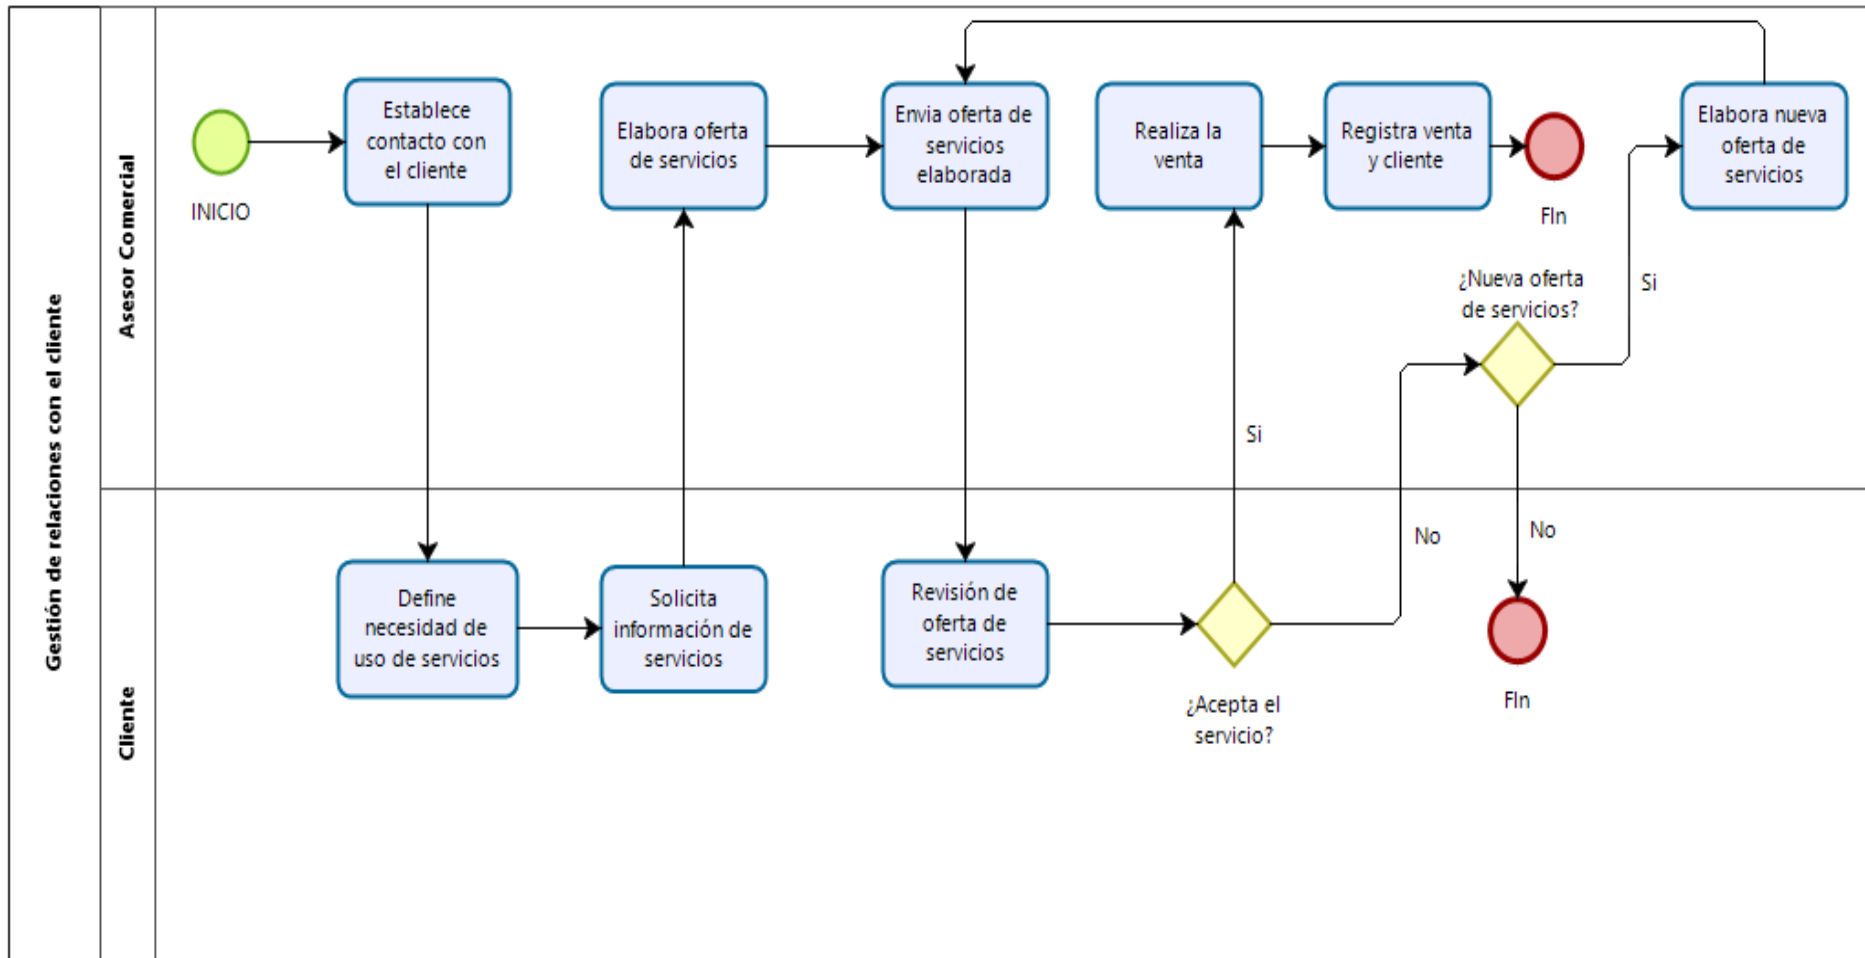 Gestión de relaciones con el cliente
Asesor Comercial
INICIO
Establece
contacto con
el cliente
Elabora oferta
de servicios
Envia oferta de
servicios
elaborada
Realiza la
venta
Registra venta
y cliente
FIn
Elabora nueva
oferta de
servicios
¿Nueva oferta
de servicios?
Si
Si
No
No
Cliente
Define
necesidad de
uso de servicios
Solicita
información de
servicios
Revisión de
oferta de
servicios
¿Acepta el
servicio?
FIn